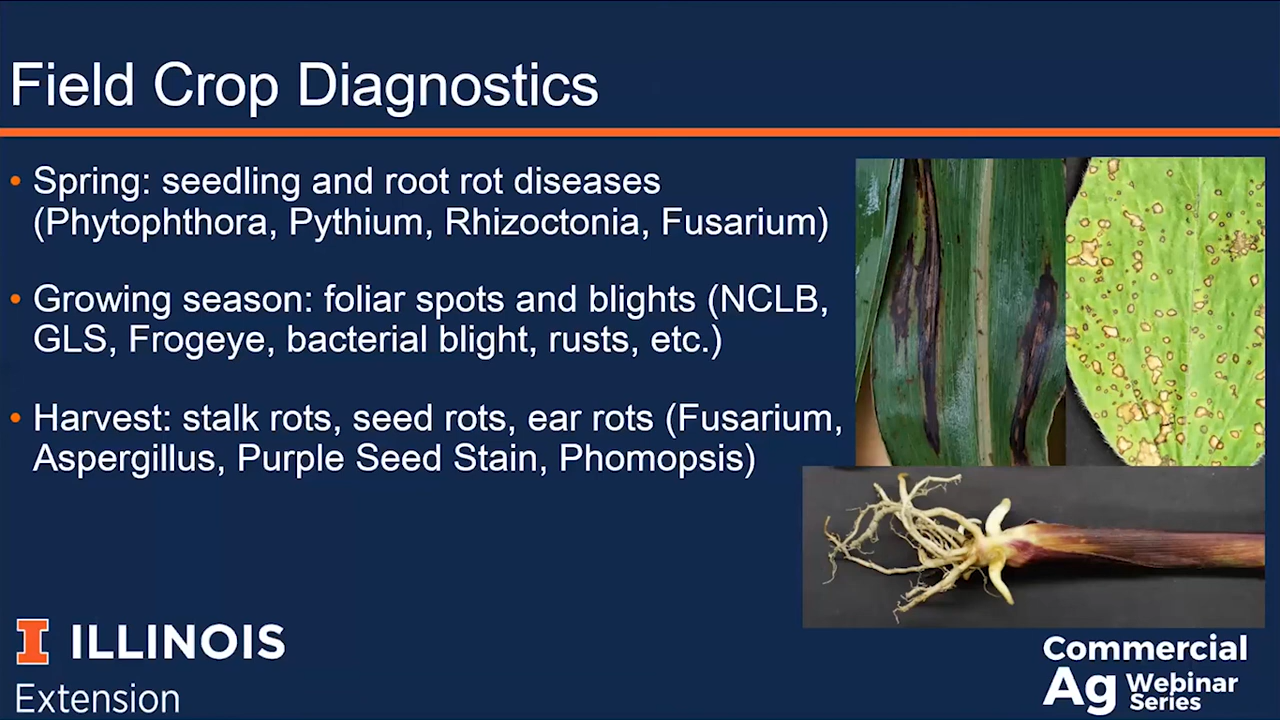 Field Crop Diagnostics
• Spring: seedling and root rot diseases
(Phytophthora, Pythium, Rhizoctonia, Fusarium)
• Growing season: foliar spots and blights (NCLB,
GLS, Frogeye, bacterial blight, rusts, etc.)
• Harvest: stalk rots, seed rots, ear rots (Fusarium,
Aspergillus, Purple Seed Stain, Phomopsis)
I ILLINOIS
Extension
Commercial
Ag Webinar
Series